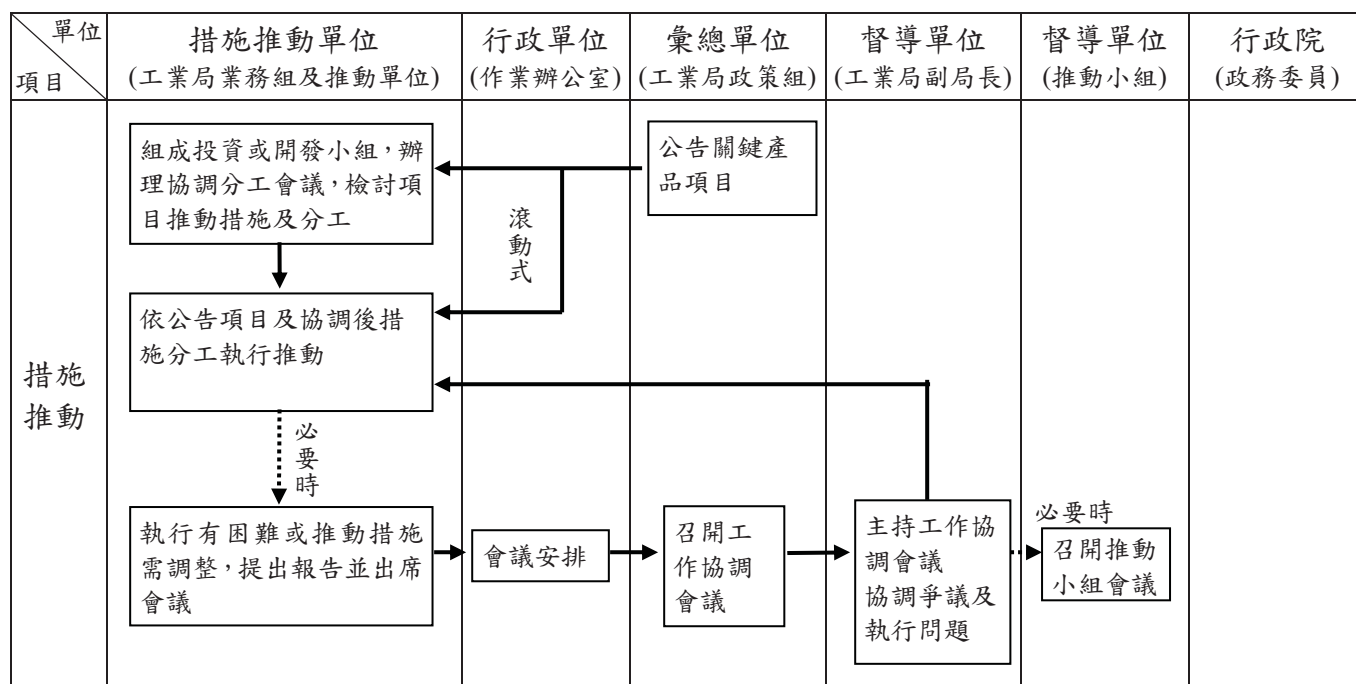 單位
項目
措施推動單位
(工業局業務組及推動單位)
行政單位
(作業辦公室)
彙總單位
(工業局政策組)
督導單位
(工業局副局長)
督導單位
(推動小組)
行政院
(政務委員)
措施
推動
組成投資或開發小組，辦
理協調分工會議，檢討項
目推動措施及分工
公告關鍵產
品項目
滾動式
依公告項目及協調後措
施分工執行推動
必要時
執行有困難或推動措施
需調整，提出報告並出席
會議
會議安排
召開工
作協調
會議
主持工作協
調會議
協調爭議及
執行問題
必要時
召開推動
小組會議